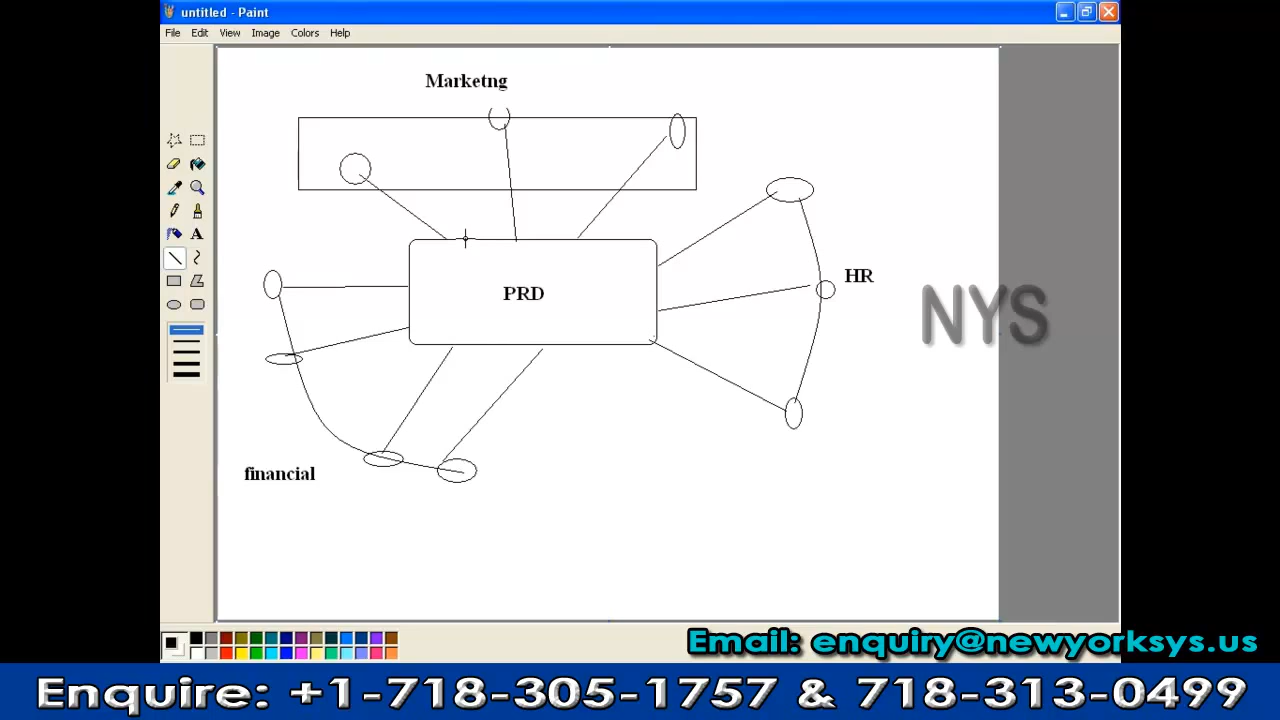 untitled - Paint
File Edit View Image Colors Help
Marketng
HR
PRD
NYS
financial
A
Email: enquiry@newyorksys.us
Enquire: +1-718-305-1757 & 718-313-0499